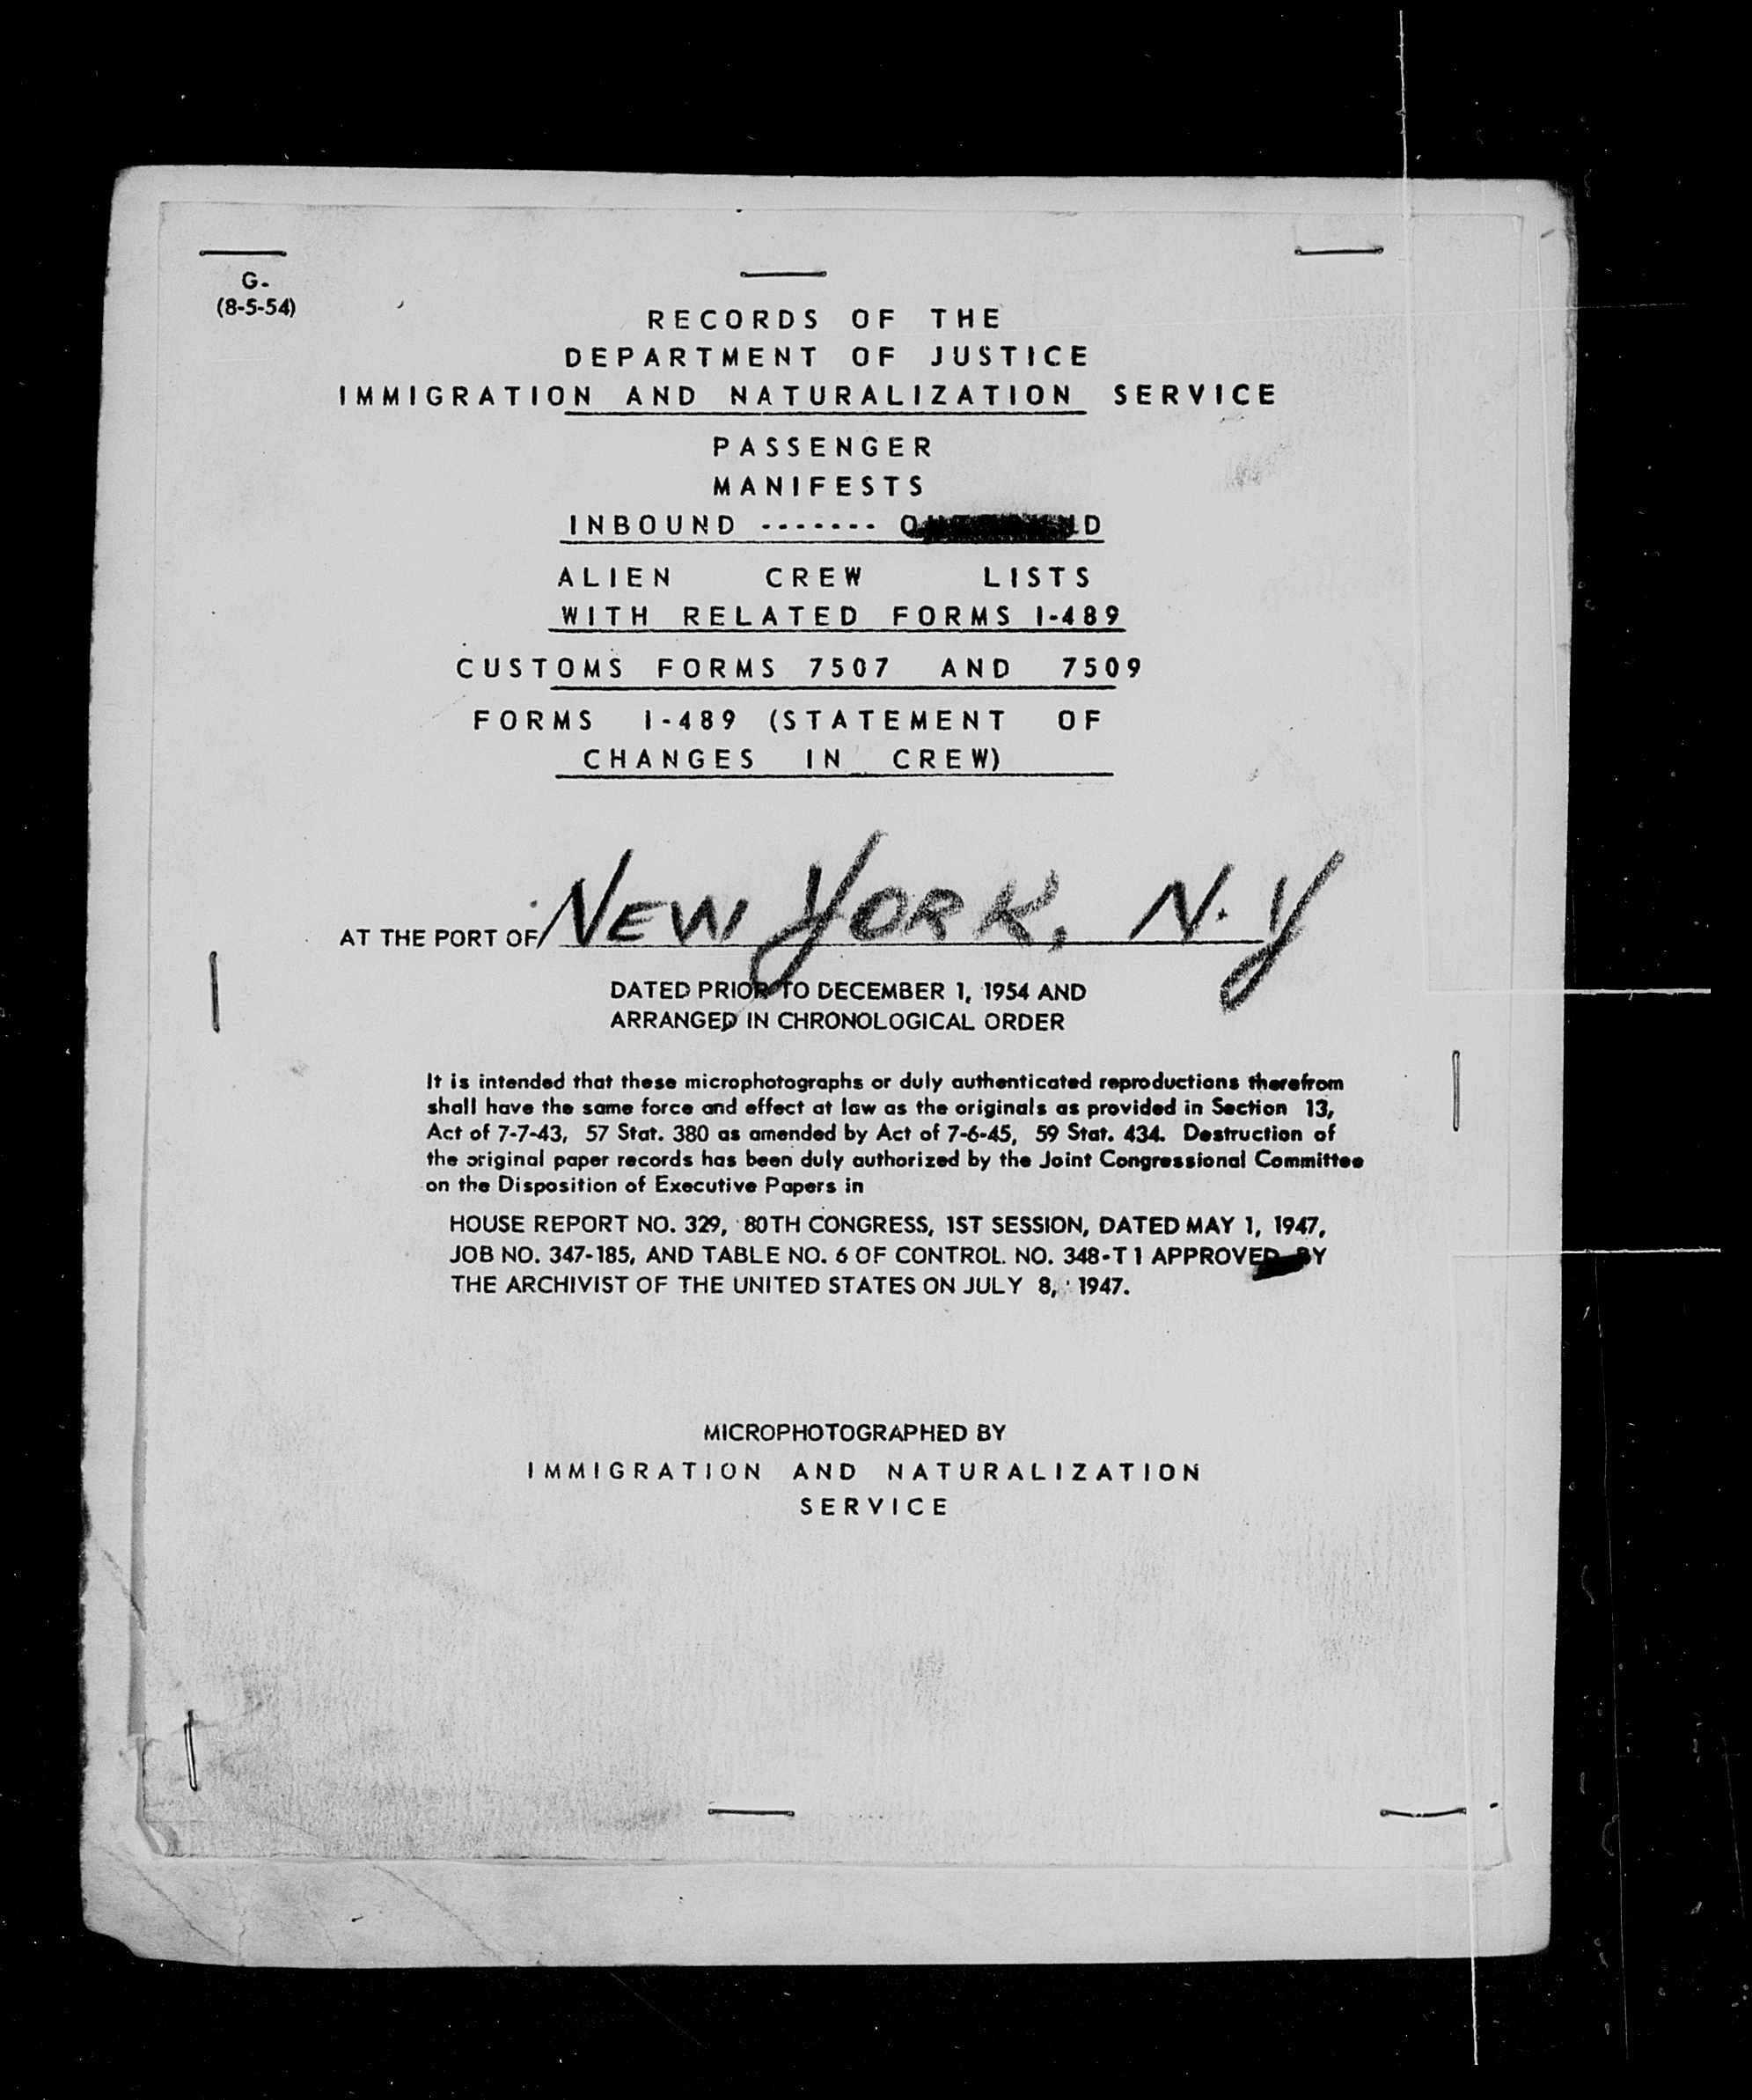 G.
(8-5-54)
RECORDS OF THE
DEPARTMENT OF JUSTICE
IMMIGRATION AND NATURALIZATION SERVICE
PASSENGER
MANIFESTS
INBOUND -------
ALIEN CREW LISTS
WITH RELATED FORMS I-489
CUSTOMS FORMS 7507 AND 7509
FORMS I-489 (STATEMENT OF
CHANGES IN CREW)
AT THE PORT OF NEW YORK, N.Y
DATED PRIOR TO DECEMBER 1, 1954 AND
ARRANGED IN CHRONOLOGICAL ORDER
It is intended that these microphotographs or duly authenticated reproductions therefrom
shall have the same force and effect at law as the originals as provided in Section 13,
Act of 7-7-43, 57 Stat. 380 as amended by Act of 7-6-45, 59 Stat. 434. Destruction of
the original paper records has been duly authorized by the Joint Congressional Committee
on the Disposition of Executive Papers in
HOUSE REPORT NO. 329, 80TH CONGRESS, 1ST SESSION, DATED MAY 1, 1947,
JOB NO. 347-185, AND TABLE NO. 6 OF CONTROL. NO. 348-T1 APPROVED BY
THE ARCHIVIST OF THE UNITED STATES ON JULY 8, 1947.
MICROPHOTOGRAPHED BY
IMMIGRATION AND NATURALIZATION
SERVICE